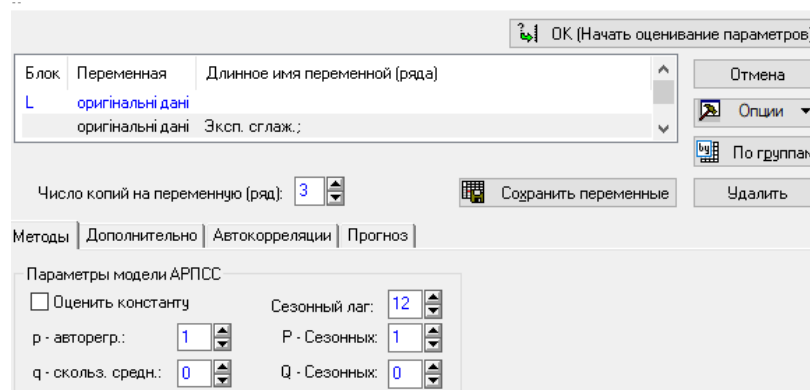 OK (Начать оценивание параметров)
Блок Переменная Длинное имя переменной (ряда)
Отмена
L оригінальні дані
Опции
оригінальні дані Эксп. сглаж.;
По группам
Число копий на переменную (ряд): 3
Сохранить переменные
Удалить
Методы Дополнительно Автокорреляции Прогноз
Параметры модели АРПСС
Оценить константу
Сезонный лаг: 12
p - авторегр.: 1
P - Сезонных: 1
q - скольз. средн.: 0
Q - Сезонных: 0